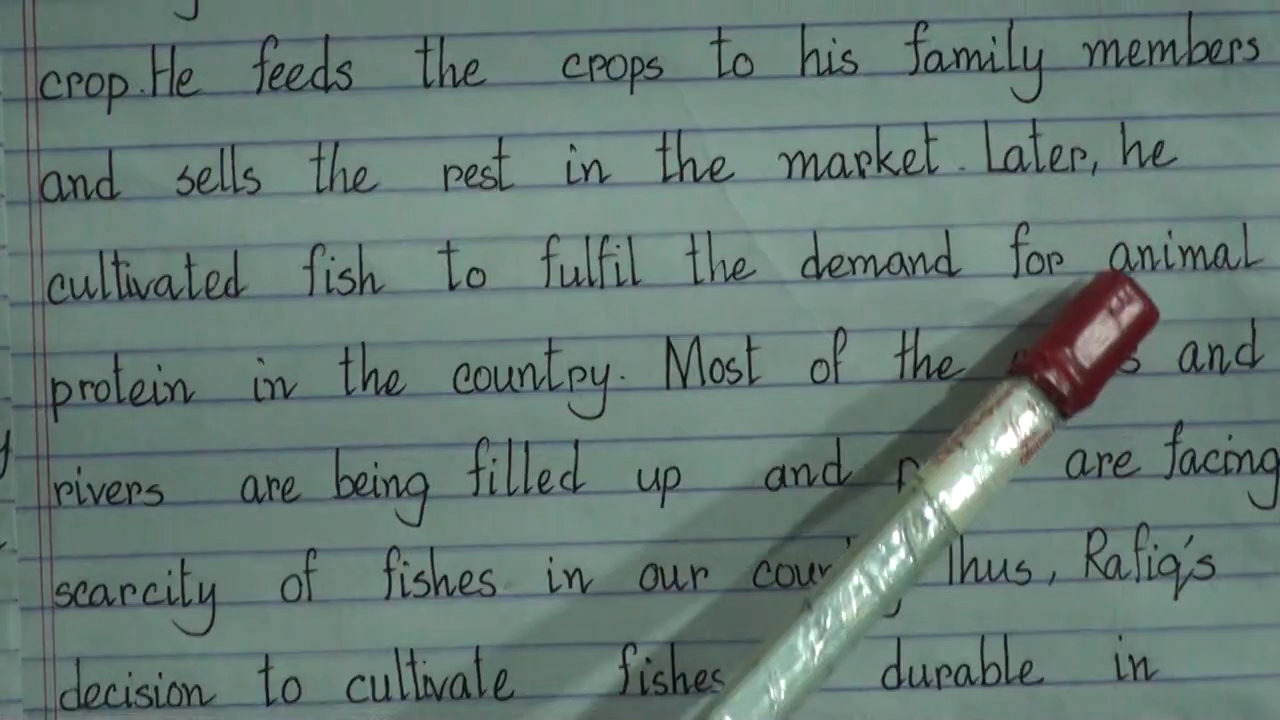 crop. He feeds the crops to his family members
and sells the rest in the market. Later, he
cultivated fish to fulfil the demand for animal
protein in the country. Most of the and
rivers are being filled up and are facing
scarcity of fishes in our Thus, Rafiq's
decision to cultivate fishes durable in